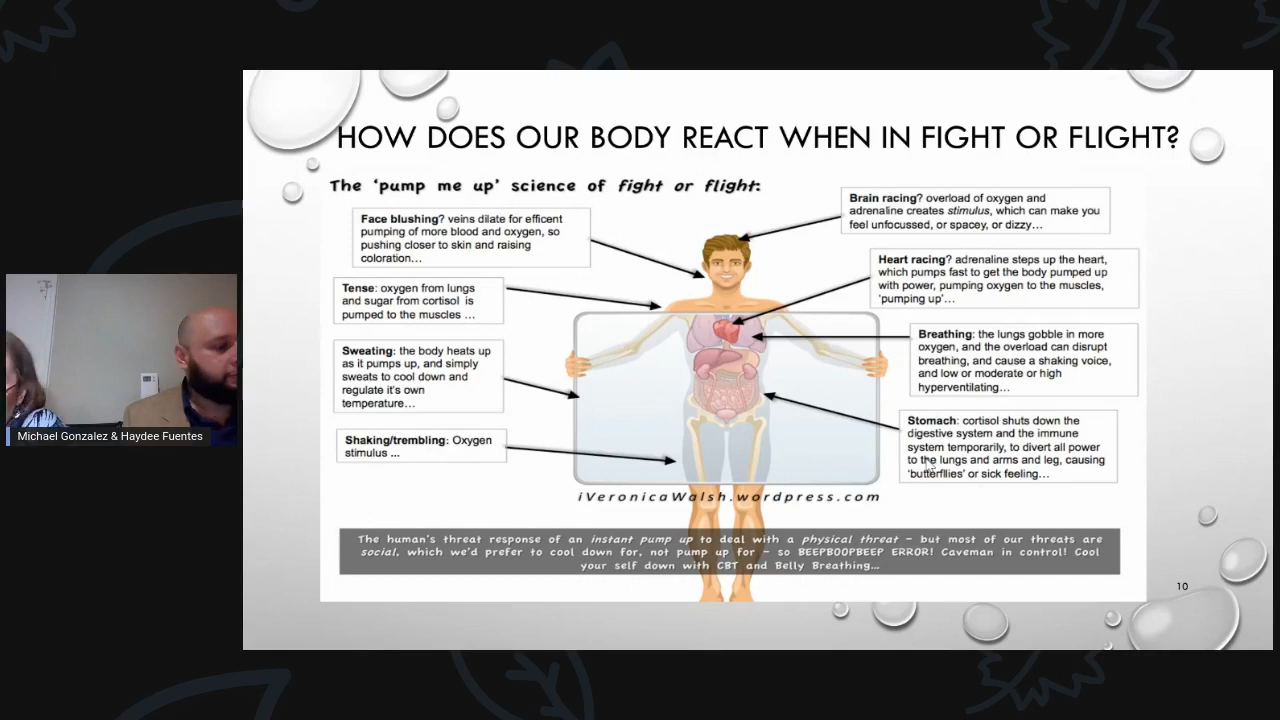 HOW DOES OUR BODY REACT WHEN IN FIGHT OR FLIGHT?
The 'pump me up' science of fight or flight:
Face blushing? veins dilate for efficent
pumping of more blood and oxygen, so
pushing closer to skin and raising
coloration...
Tense: oxygen from lungs
and sugar from cortisol is
pumped to the muscles ...
Sweating: the body heats up
as it pumps up, and simply
sweats to cool down and
regulate it's own
temperature...
Shaking/trembling: Oxygen
stimulus ...
Brain racing? overload of oxygen and
adrenaline creates stimulus, which can make you
feel unfocussed, or spacey, or dizzy...
Heart racing? adrenaline steps up the heart,
which pumps fast to get the body pumped up
with power, pumping oxygen to the muscles,
'pumping up'...
Breathing: the lungs gobble in more
oxygen, and the overload can disrupt
breathing, and cause a shaking voice,
and low or moderate or high
hyperventilating...
Stomach: cortisol shuts down the
digestive system and the immune
system temporarily, to divert all power
to the lungs and arms and leg, causing
'butterfllies' or sick feeling...
iVeronicaWalsh.wordpress.com
The human's threat response of an instant pump up to deal with a physical threat - but most of our threats are
social, which we'd prefer to cool down for, not pump up for - so BEEPBOOPBEEP ERROR! Caveman in control! Cool
your self down with CBT and Belly Breathing...
10
Michael Gonzalez & Haydee Fuentes